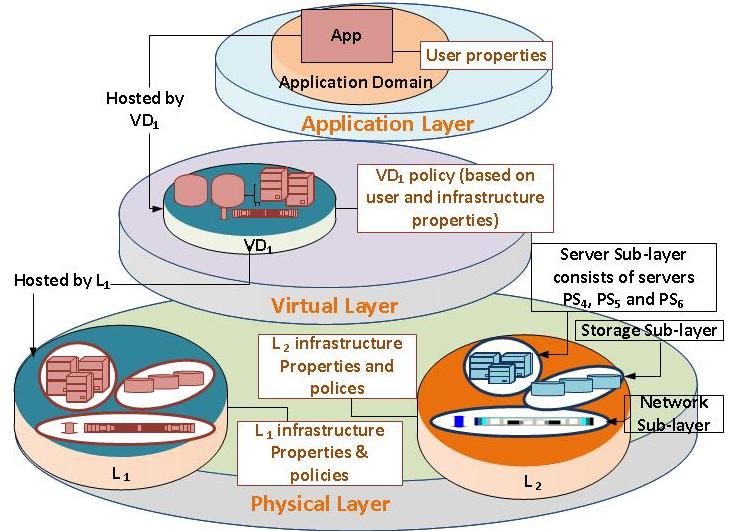 App
User properties
Application Domain
Application Layer
Hosted by
VD₁
VD₁ policy (based on
user and infrastructure
properties)
VD₁
Virtual Layer
Hosted by L₁
Server Sub-layer
consists of servers
PS₄, PS₅ and PS₆
Storage Sub-layer
L₂ infrastructure
Properties and
polices
Network
Sub-layer
L₁ infrastructure
Properties &
policies
L₁
L₂
Physical Layer